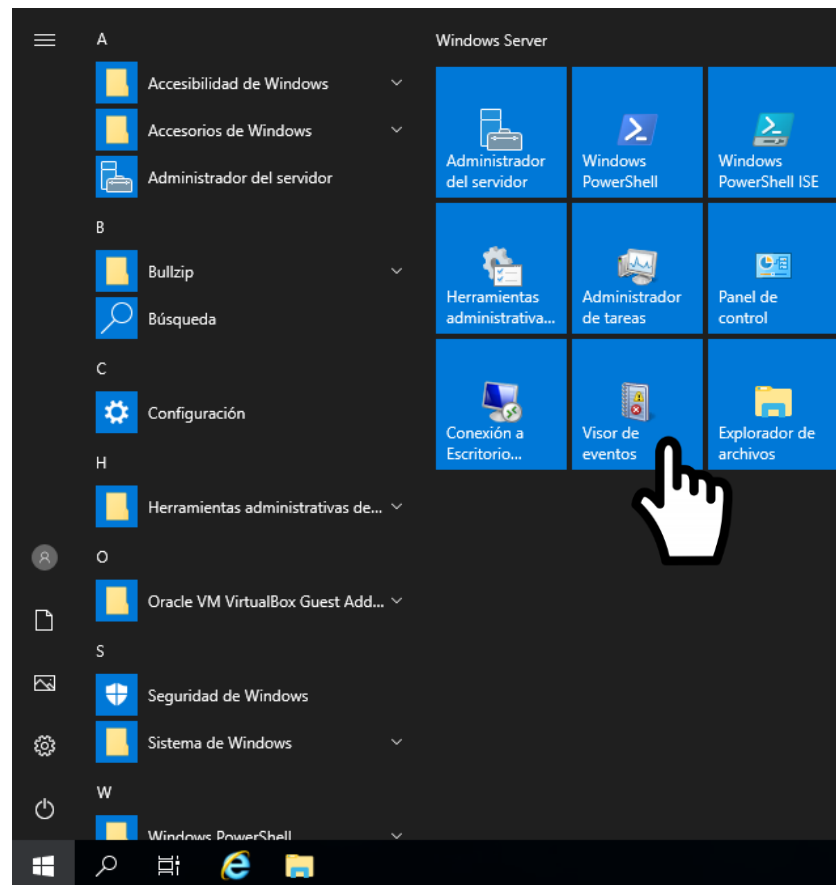 A
Accesibilidad de Windows
Accesorios de Windows
Administrador del servidor
B
Bullzip
Búsqueda
C
Configuración
H
Herramientas administrativas de...
O
Oracle VM VirtualBox Guest Add...
S
Seguridad de Windows
Sistema de Windows
W
Windows PowerShell
Windows Server
Administrador
del servidor
Windows
PowerShell
Windows
PowerShell ISE
Herramientas
administrativa...
Administrador
de tareas
Panel de
control
Conexión a
Escritorio...
Visor de
eventos
Explorador de
archivos